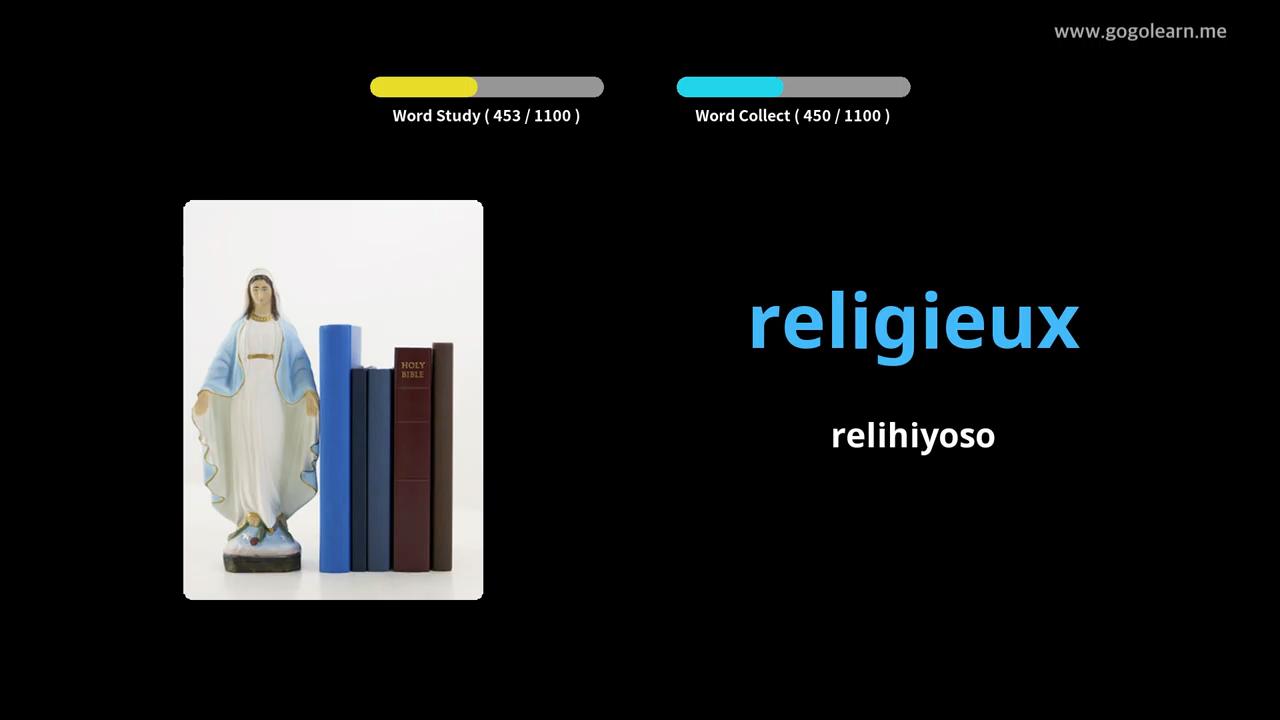 www.gogolearn.me
Word Study ( 453 / 1100 )
Word Collect ( 450 / 1100 )
HOLY
BIBLE
religieux
relihiyoso